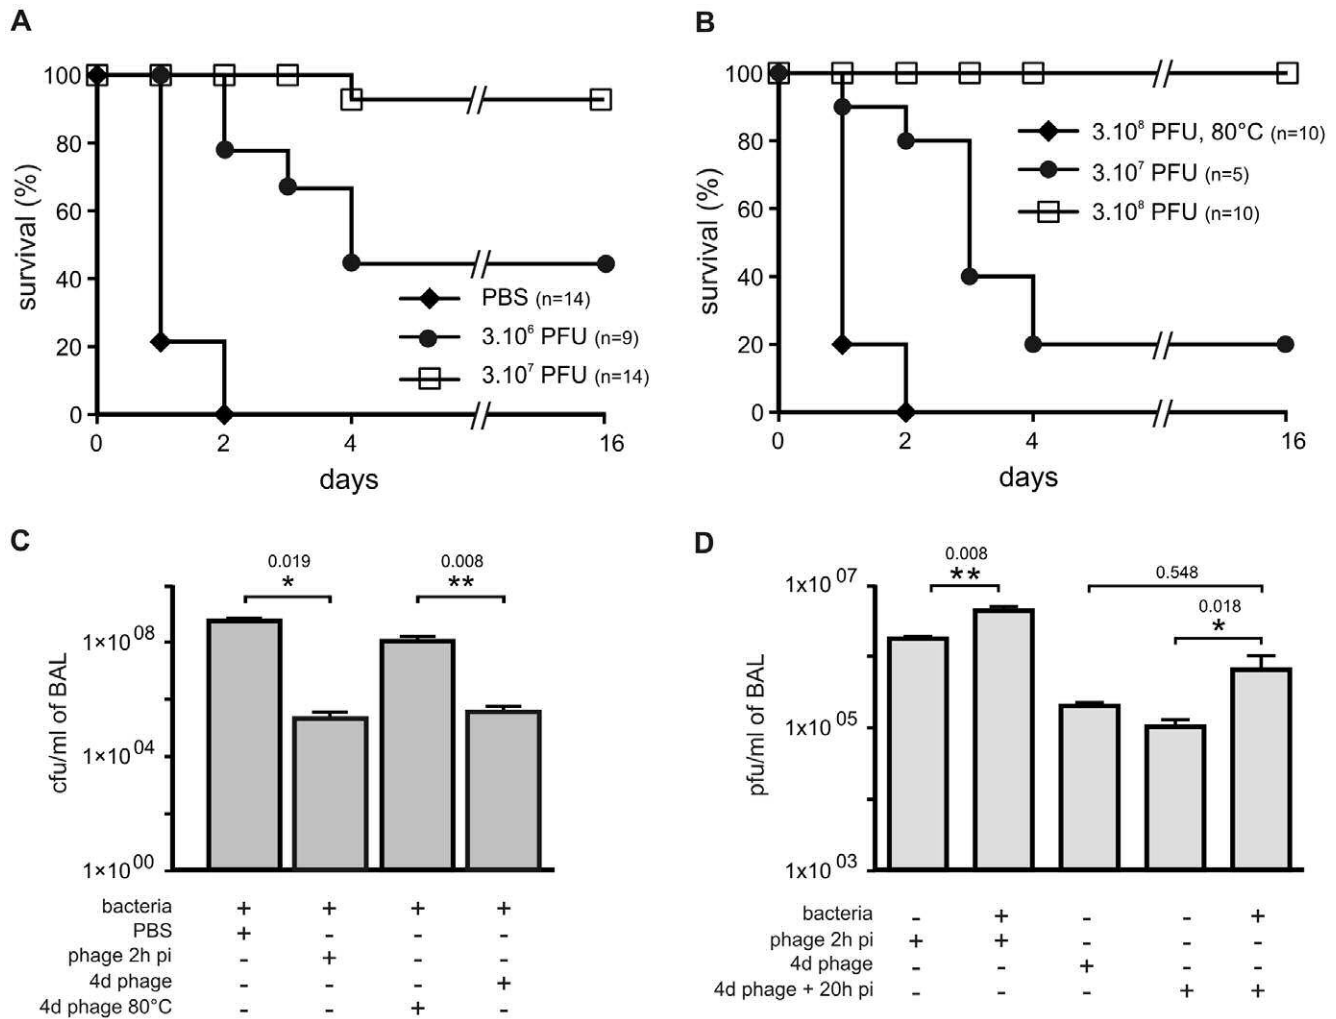 A
survival (%)
100
80
60
40
20
0
0 2 4 16
days
PBS (n=14)
3.10⁶ PFU (n=9)
3.10⁷ PFU (n=14)
B
survival (%)
100
80
60
40
20
0
0 2 4 16
days
3.10⁸ PFU, 80°C (n=10)
3.10⁷ PFU (n=5)
3.10⁸ PFU (n=10)
C
cfu/ml of BAL
0.019 0.008
* **
1×10⁰⁸
1×10⁰⁴
1×10⁰⁰
bacteria + + + +
PBS + - - -
phage 2h pi - + - -
4d phage - - - +
4d phage 80°C - - + -
D
pfu/ml of BAL
0.008
**
0.548
0.018
*
1x10⁰⁷
1x10⁰⁵
1x10⁰³
bacteria - + - - +
phage 2h pi + + - - -
4d phage - - + - -
4d phage + 20h pi - - - + +